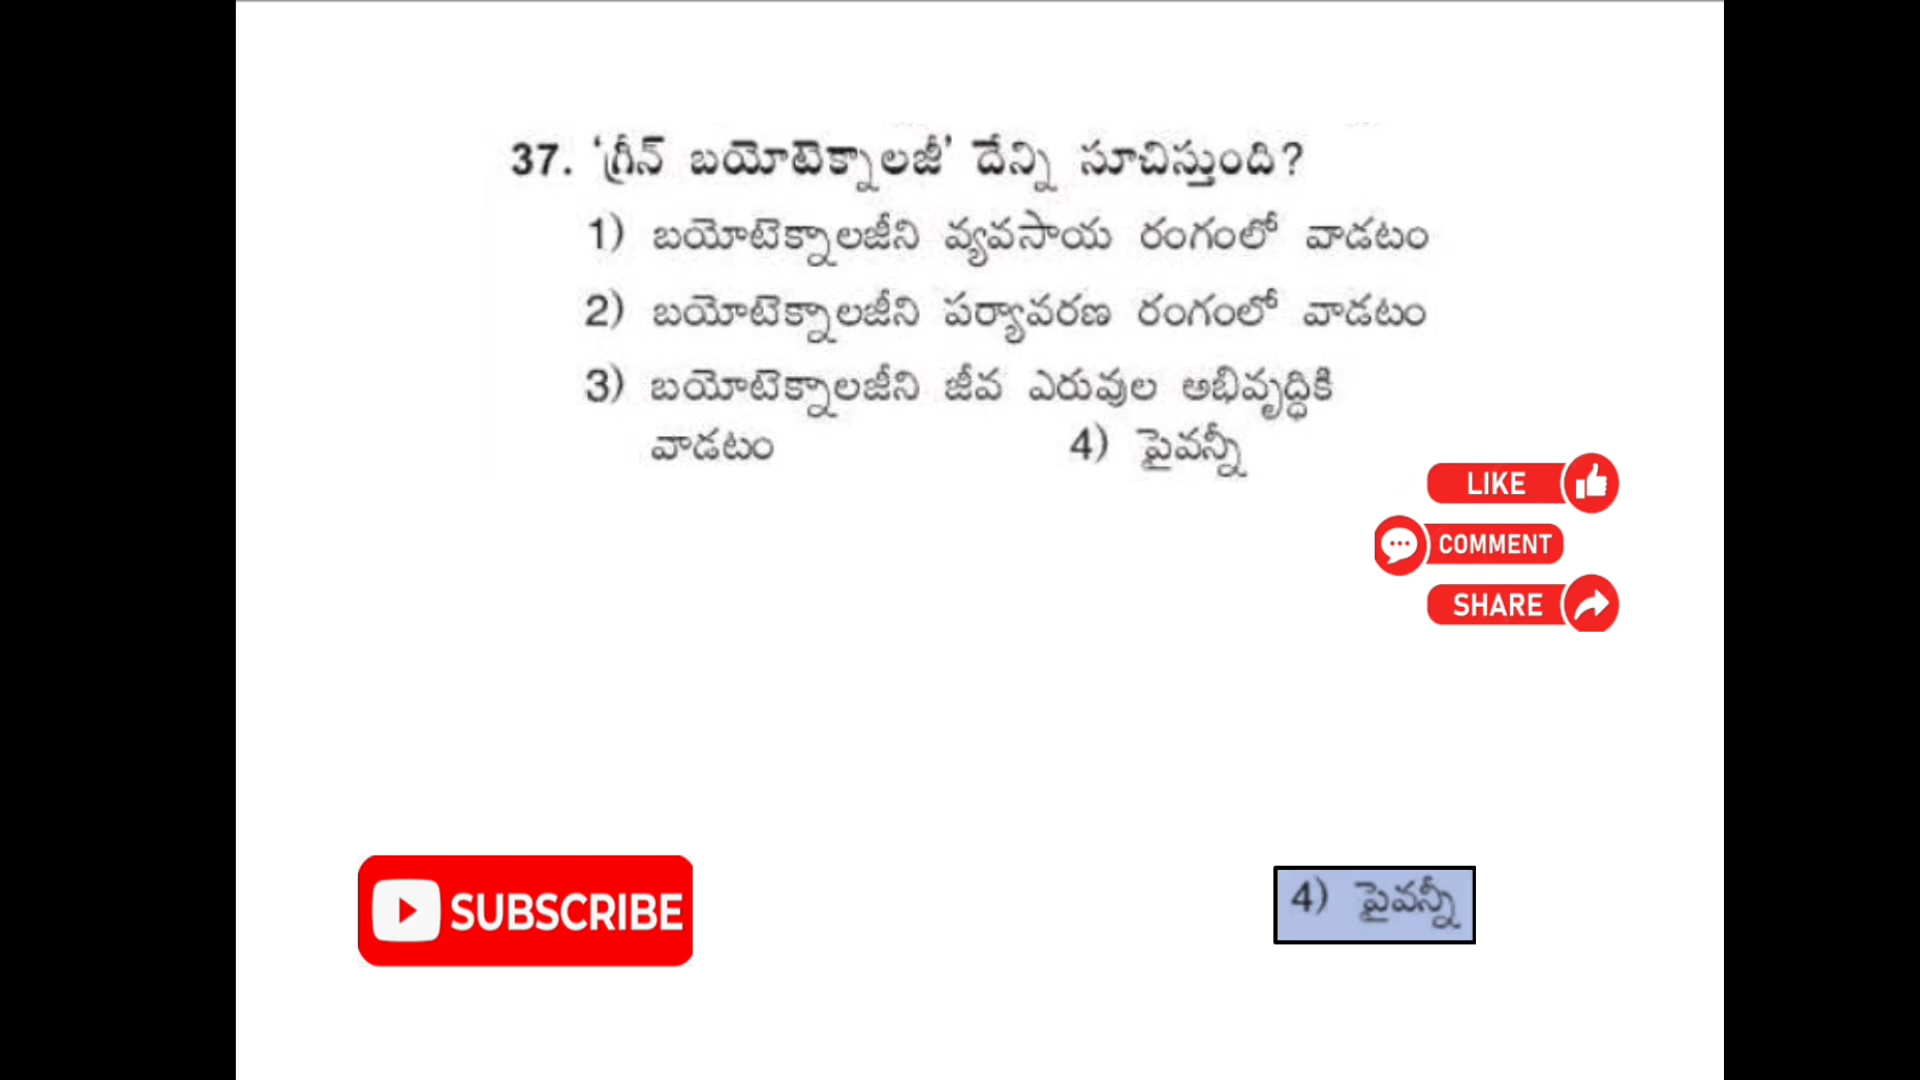 37. ‘గ్రీన్ బయోటెక్నాలజీ’ దేన్ని సూచిస్తుంది?
1) బయోటెక్నాలజీని వ్యవసాయ రంగంలో వాడటం
2) బయోటెక్నాలజీని పర్యావరణ రంగంలో వాడటం
3) బయోటెక్నాలజీని జీవ ఎరువుల అభివృద్ధికి
వాడటం 4) పైవన్నీ
LIKE
COMMENT
SHARE
SUBSCRIBE
4) పైవన్నీ